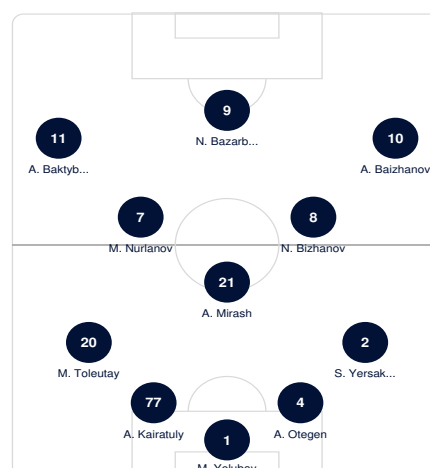 9
N. Bazarb...
11
10
A. Baktyb...
A. Baizhanov
7
8
M. Nurlanov
N. Bizhanov
21
A. Mirash
20
2
M. Toleutay
S. Yersak...
77
4
A. Kairatuly
A. Otegen
1